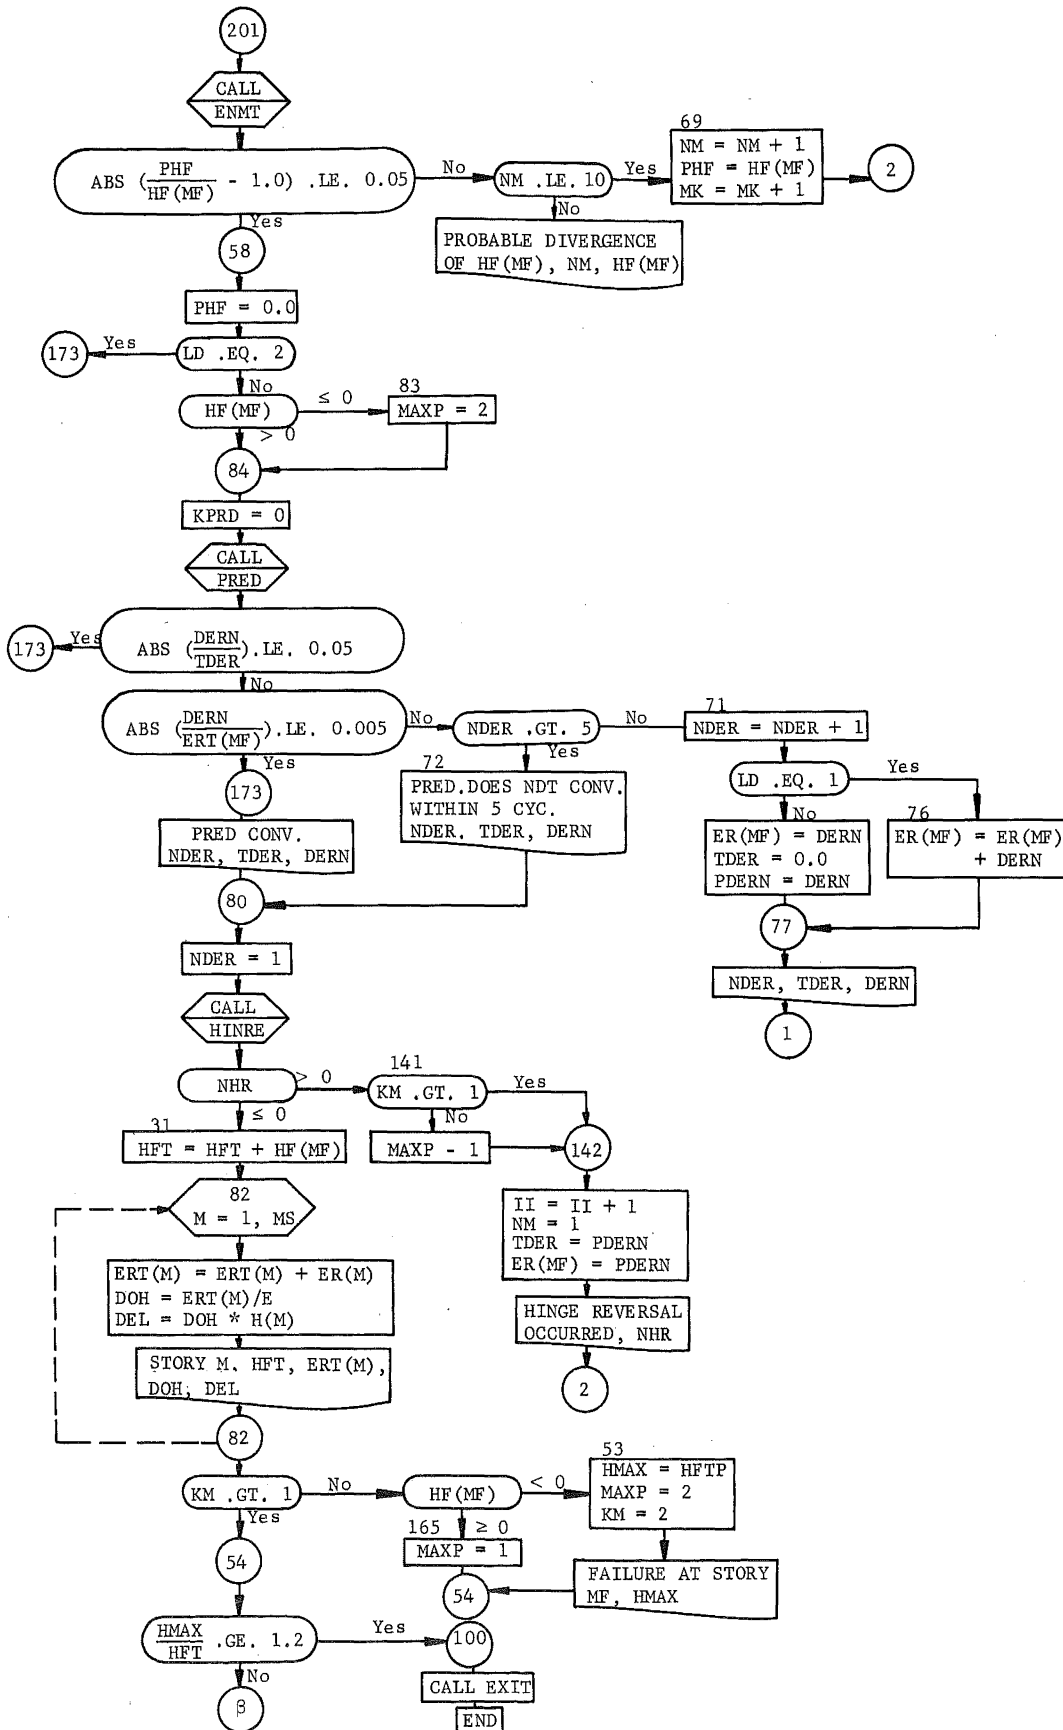 201
CALL
ENMT
ABS (PHF/HF(MF) - 1.0) .LE. 0.05
No
NM .LE. 10
Yes
69
NM = NM + 1
PHF = HF(MF)
MK = MK + 1
2
No
PROBABLE DIVERGENCE
OF HF(MF), NM, HF(MF)
Yes
58
PHF = 0.0
LD .EQ. 2
Yes
173
No
HF(MF)
≤ 0
83
MAXP = 2
> 0
84
KPRD = 0
CALL
PRED
ABS (DERN/TDER).LE. 0.05
Yes
173
No
ABS (DERN/ERT(MF)).LE. 0.005
No
NDER .GT. 5
No
71
NDER = NDER + 1
Yes
72
PRED.DOES NDT CONV.
WITHIN 5 CYC.
NDER. TDER, DERN
LD .EQ. 1
Yes
No
ER(MF) = DERN
TDER = 0.0
PDERN = DERN
76
ER(MF) = ER(MF)
+ DERN
77
NDER, TDER, DERN
1
Yes
173
PRED CONV.
NDER, TDER, DERN
80
NDER = 1
CALL
HINRE
NHR
> 0
141
KM .GT. 1
Yes
No
MAXP - 1
142
II = II + 1
NM = 1
TDER = PDERN
ER(MF) = PDERN
HINGE REVERSAL
OCCURRED, NHR
2
≤ 0
31
HFT = HFT + HF(MF)
82
M = 1, MS
ERT(M) = ERT(M) + ER(M)
DOH = ERT(M)/E
DEL = DOH * H(M)
STORY M. HFT, ERT(M),
DOH, DEL
82
KM .GT. 1
No
HF(MF)
< 0
53
HMAX = HFTP
MAXP = 2
KM = 2
165
≥ 0
MAXP = 1
FAILURE AT STORY
MF, HMAX
54
Yes
54
HMAX/HFT .GE. 1.2
Yes
100
CALL EXIT
END
No
β